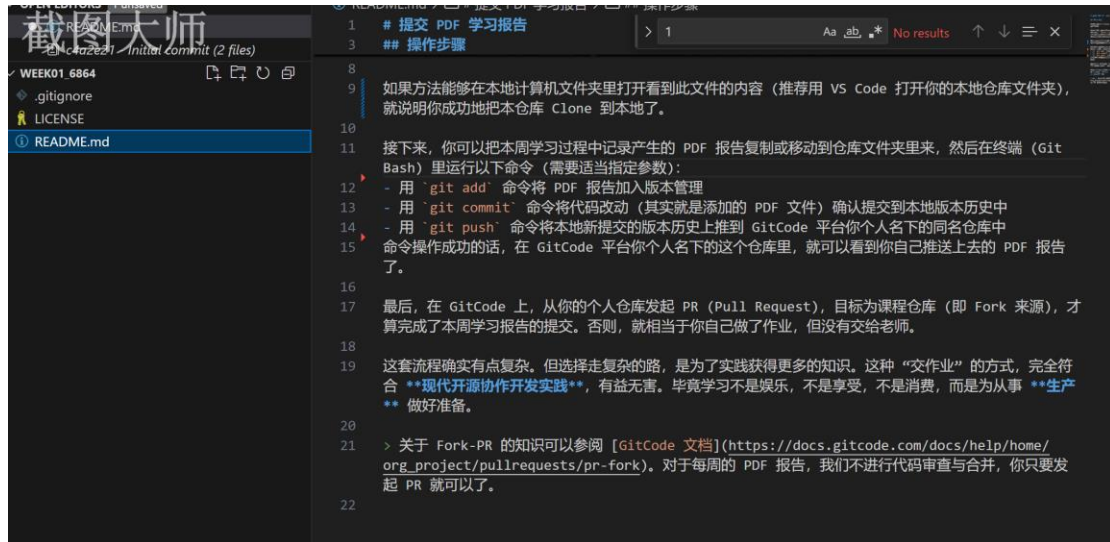 OPEN EDITORS 1 unsaved
README.md
截图大师
c4a2e21 Initial commit (2 files)
WEEK01_6864
.gitignore
LICENSE
README.md
1 # 提交 PDF 学习报告
3 ## 操作步骤
> 1 Aa ab .* No results
8
9 如果方法能够在本地计算机文件夹里打开看到此文件的内容 (推荐用 VS Code 打开你的本地仓库文件夹),
就说明你成功地把本仓库 Clone 到本地了。
10
11 接下来, 你可以把本周学习过程中记录产生的 PDF 报告复制或移动到仓库文件夹里来, 然后在终端 (Git
Bash) 里运行以下命令 (需要适当指定参数):
12 - 用 `git add` 命令将 PDF 报告加入版本管理
13 - 用 `git commit` 命令将代码改动 (其实就是添加的 PDF 文件) 确认提交到本地版本历史中
14 - 用 `git push` 命令将本地新提交的版本历史上推到 GitCode 平台你个人名下的同名仓库中
15 命令操作成功的话, 在 GitCode 平台你个人名下的这个仓库里, 就可以看到你自己推送上去的 PDF 报告
了。
16
17 最后, 在 GitCode 上, 从你的个人仓库发起 PR (Pull Request), 目标为课程仓库 (即 Fork 来源), 才
算完成了本周学习报告的提交。否则, 就相当于你自己做了作业, 但没有交给老师。
18
19 这套流程确实有点复杂。但选择走复杂的路, 是为了实践获得更多的知识。这种 “交作业” 的方式, 完全符
合 **现代开源协作开发实践**, 有益无害。毕竟学习不是娱乐, 不是享受, 不是消费, 而是为从事 **生产
** 做好准备。
20
21 > 关于 Fork-PR 的知识可以参阅 [GitCode 文档](https://docs.gitcode.com/docs/help/home/
org_project/pullrequests/pr-fork)。对于每周的 PDF 报告, 我们不进行代码审查与合并, 你只要发
起 PR 就可以了。
22